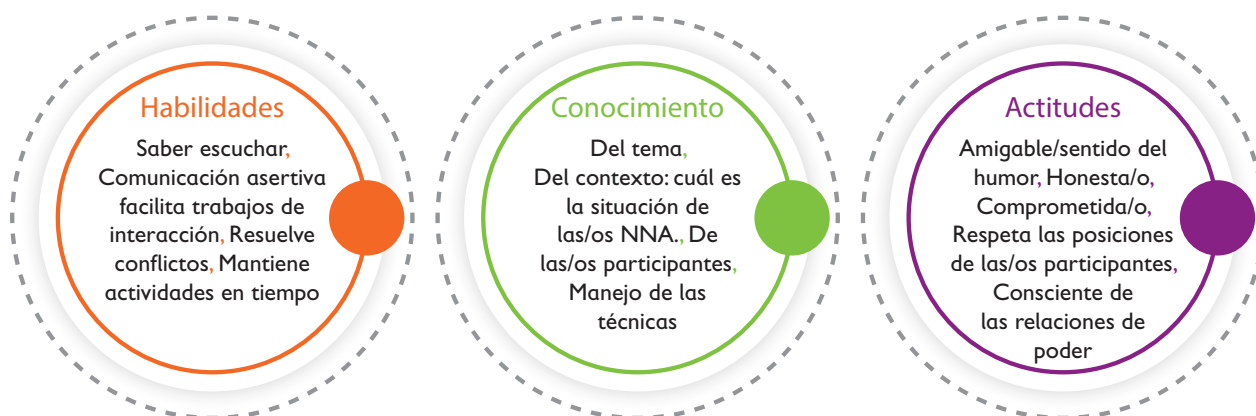 Habilidades
Saber escuchar,
Comunicación asertiva
facilita trabajos de
interacción, Resuelve
conflictos, Mantiene
actividades en tiempo
Conocimiento
Del tema,
Del contexto: cuál es
la situación de
las/os NNA., De
las/os participantes,
Manejo de las
técnicas
Actitudes
Amigable/sentido del
humor, Honesta/o,
Comprometida/o,
Respeta las posiciones
de las/os participantes,
Consciente de
las relaciones de
poder